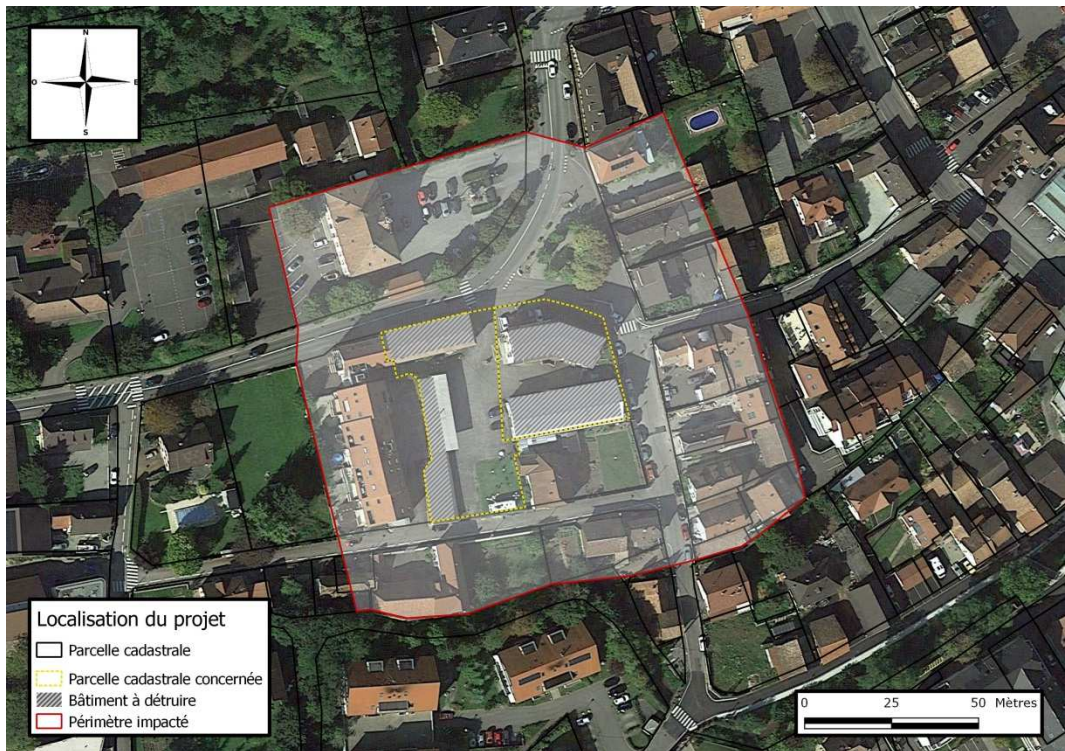 N
O
E
S
Localisation du projet
Parcelle cadastrale
Parcelle cadastrale concernée
Bâtiment à détruire
Périmètre impacté
0 25 50 Mètres